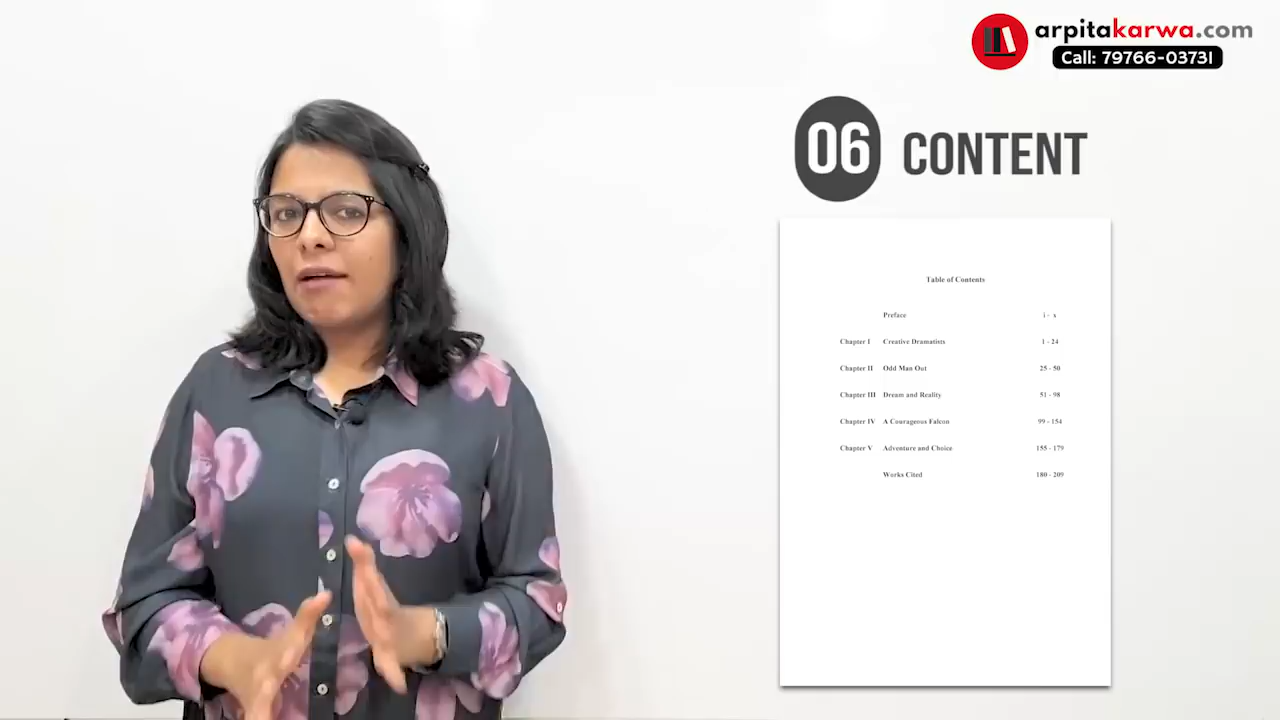 arpitakarwa.com
Call: 79766-03731
06 CONTENT
Table of Contents
Preface i - x
Chapter I Creative Dramatists 1 - 24
Chapter II Odd Man Out 25 - 50
Chapter III Dream and Reality 51 - 98
Chapter IV A Courageous Falcon 99 - 154
Chapter V Adventure and Choice 155 - 179
Works Cited 180 - 209